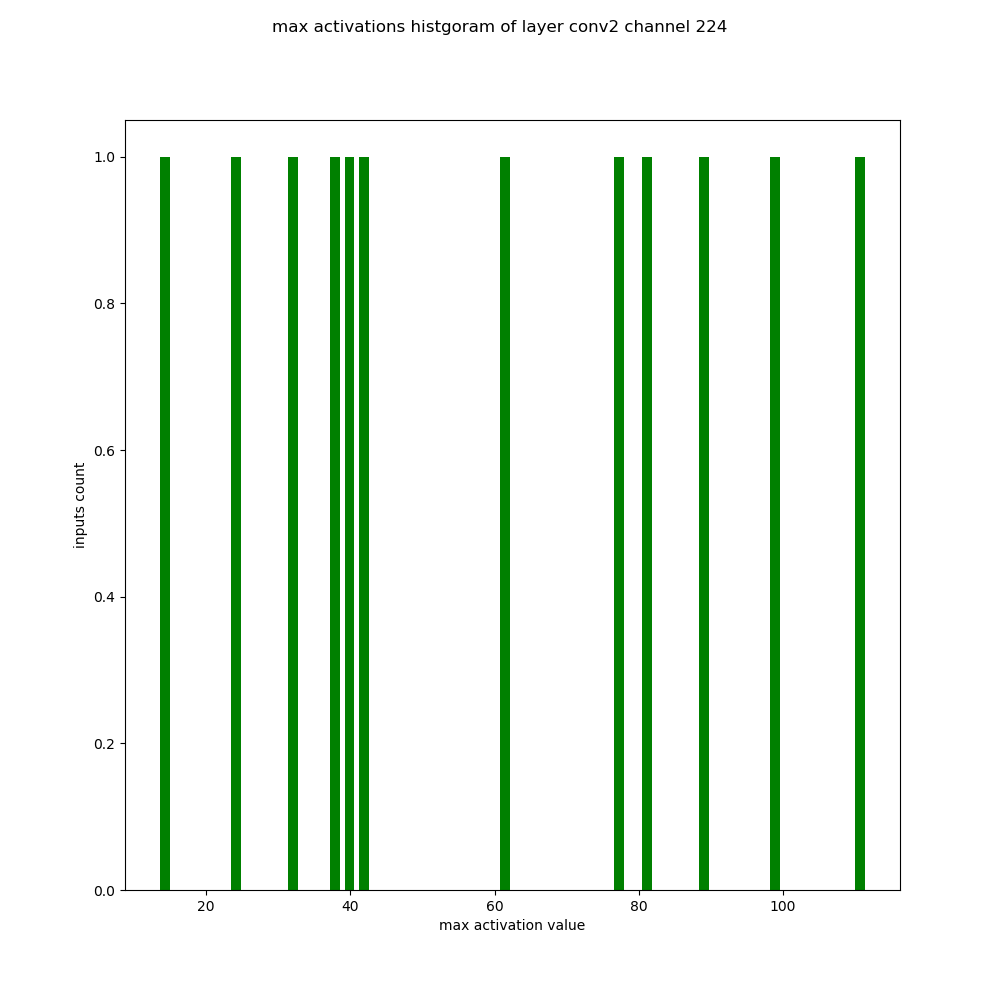 max activations histgoram of layer conv2 channel 224
1.0
0.8
0.6
0.4
0.2
0.0
inputs count
20 40 60 80 100
max activation value